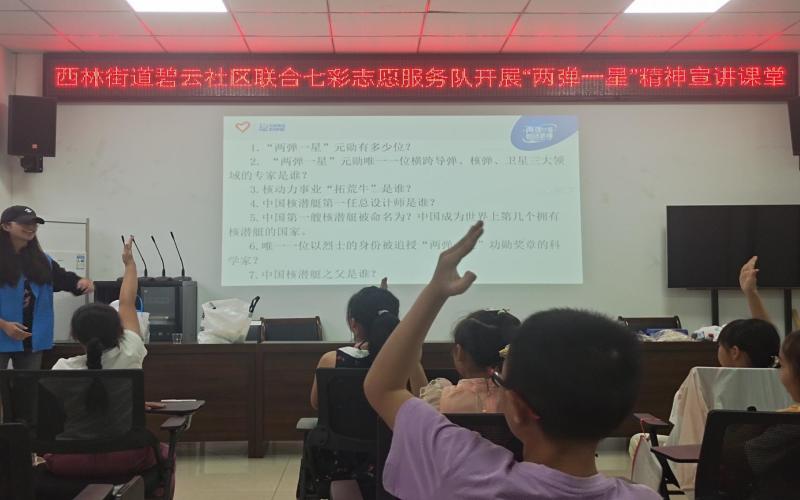 西林街道碧云社区联合七彩志愿服务队开展“两弹一星”精神宣讲课堂
1. “两弹一星”元勋有多少位？
2. “两弹一星”元勋唯一一位横跨导弹、核弹、卫星三大领
域的专家是谁？
3. 核动力事业“拓荒牛”是谁？
4. 中国核潜艇第一任总设计师是谁？
5. 中国第一艘核潜艇被命名为？中国成为世界上第几个拥有
核潜艇的国家。
6. 唯一一位以烈士的身份被追授“两弹一星”功勋奖章的科
学家？
7. 中国核潜艇之父是谁？